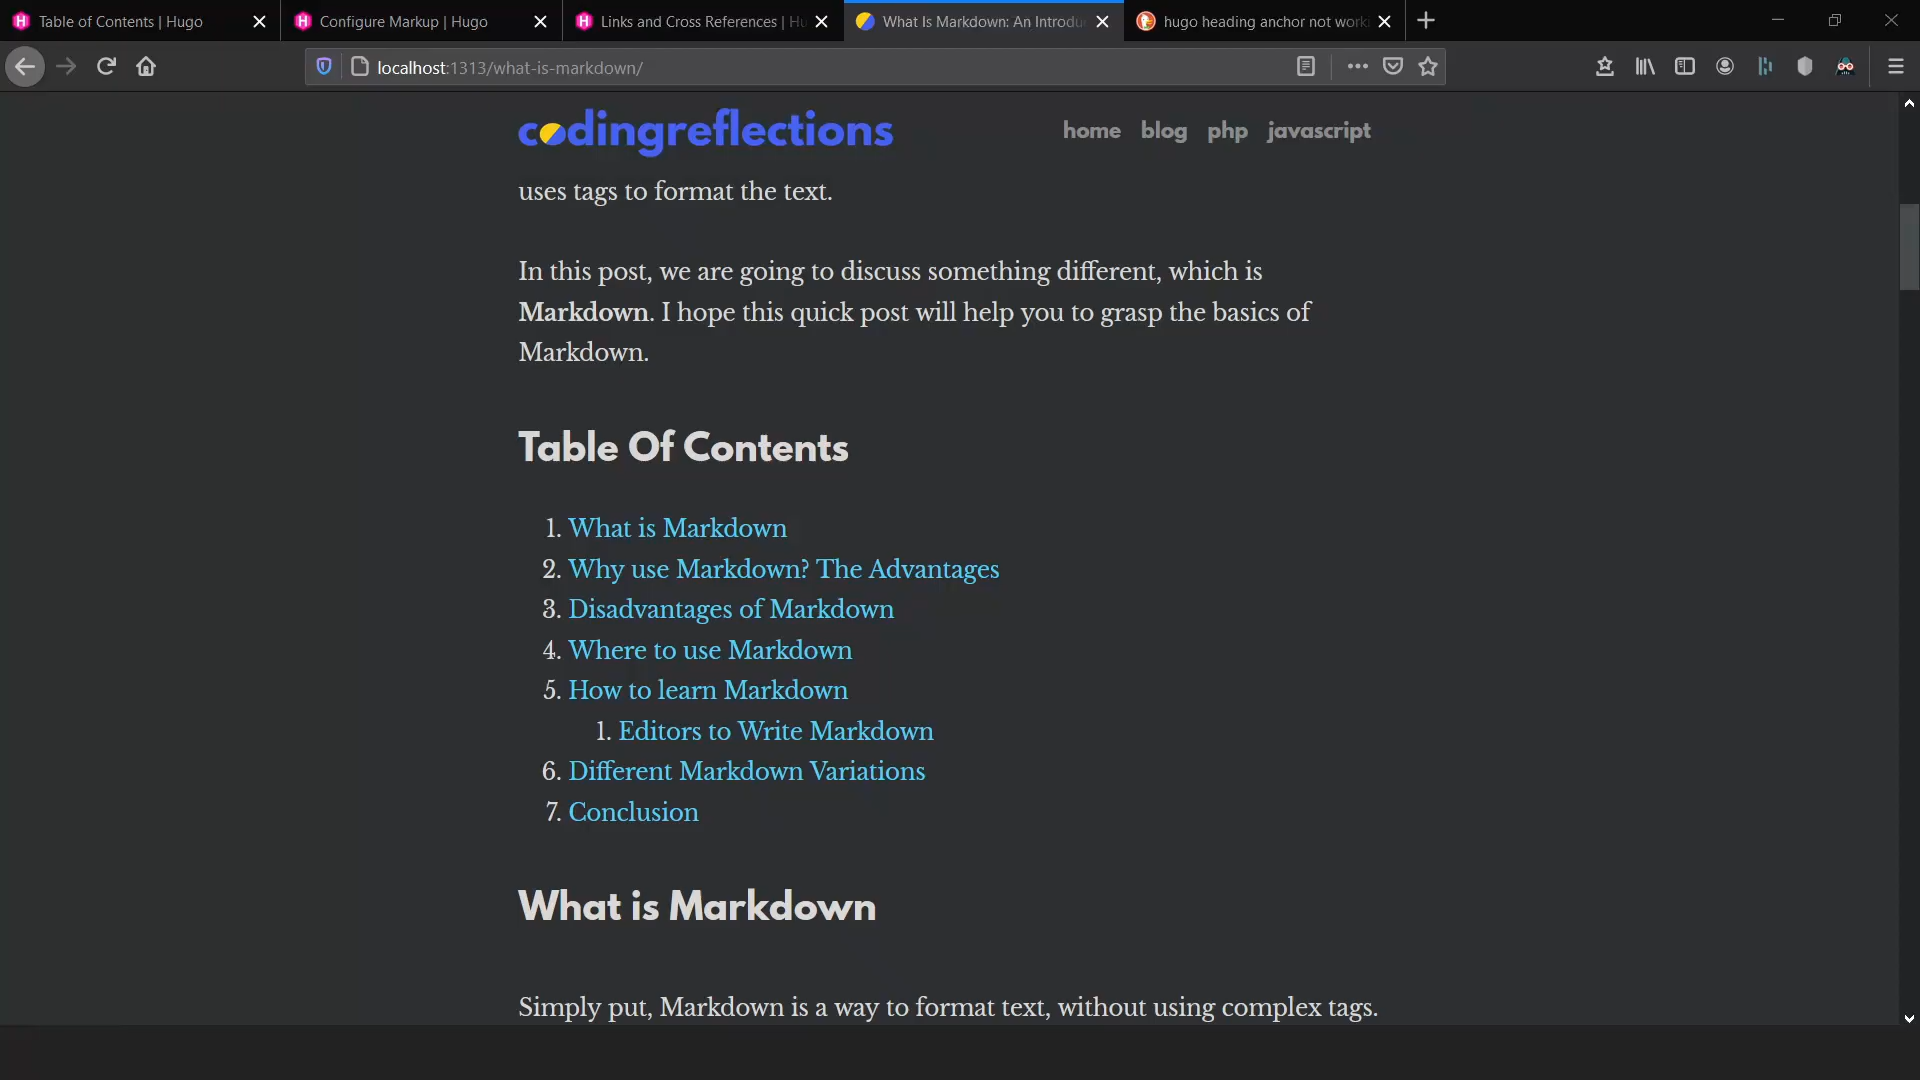 Table of Contents | Hugo
Configure Markup | Hugo
Links and Cross References | Hu
What Is Markdown: An Introdu
hugo heading anchor not worki
localhost:1313/what-is-markdown/
codingreflections
home blog php javascript
uses tags to format the text.
In this post, we are going to discuss something different, which is
Markdown. I hope this quick post will help you to grasp the basics of
Markdown.
Table Of Contents
1. What is Markdown
2. Why use Markdown? The Advantages
3. Disadvantages of Markdown
4. Where to use Markdown
5. How to learn Markdown
1. Editors to Write Markdown
6. Different Markdown Variations
7. Conclusion
What is Markdown
Simply put, Markdown is a way to format text, without using complex tags.